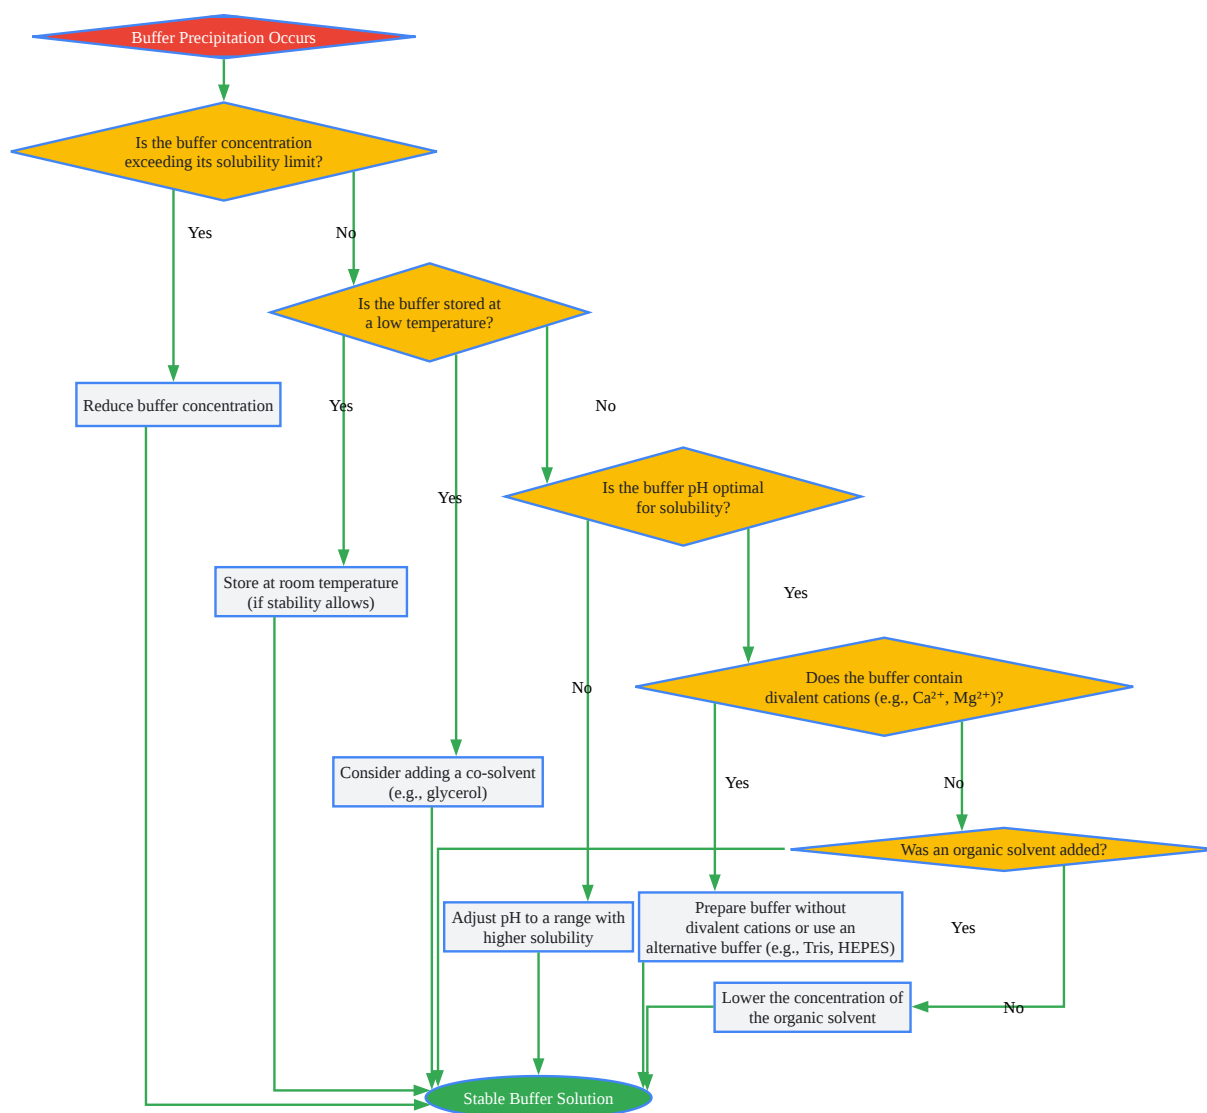 Buffer Precipitation Occurs
Is the buffer concentration
exceeding its solubility limit?
Yes
No
Is the buffer stored at
a low temperature?
Reduce buffer concentration
Yes
No
Is the buffer pH optimal
for solubility?
Yes
Store at room temperature
(if stability allows)
Yes
Does the buffer contain
divalent cations (e.g., Ca²⁺, Mg²⁺)?
No
Consider adding a co-solvent
(e.g., glycerol)
Yes
No
Was an organic solvent added?
Adjust pH to a range with
higher solubility
Prepare buffer without
divalent cations or use an
alternative buffer (e.g., Tris, HEPES)
Yes
Lower the concentration of
the organic solvent
No
Stable Buffer Solution